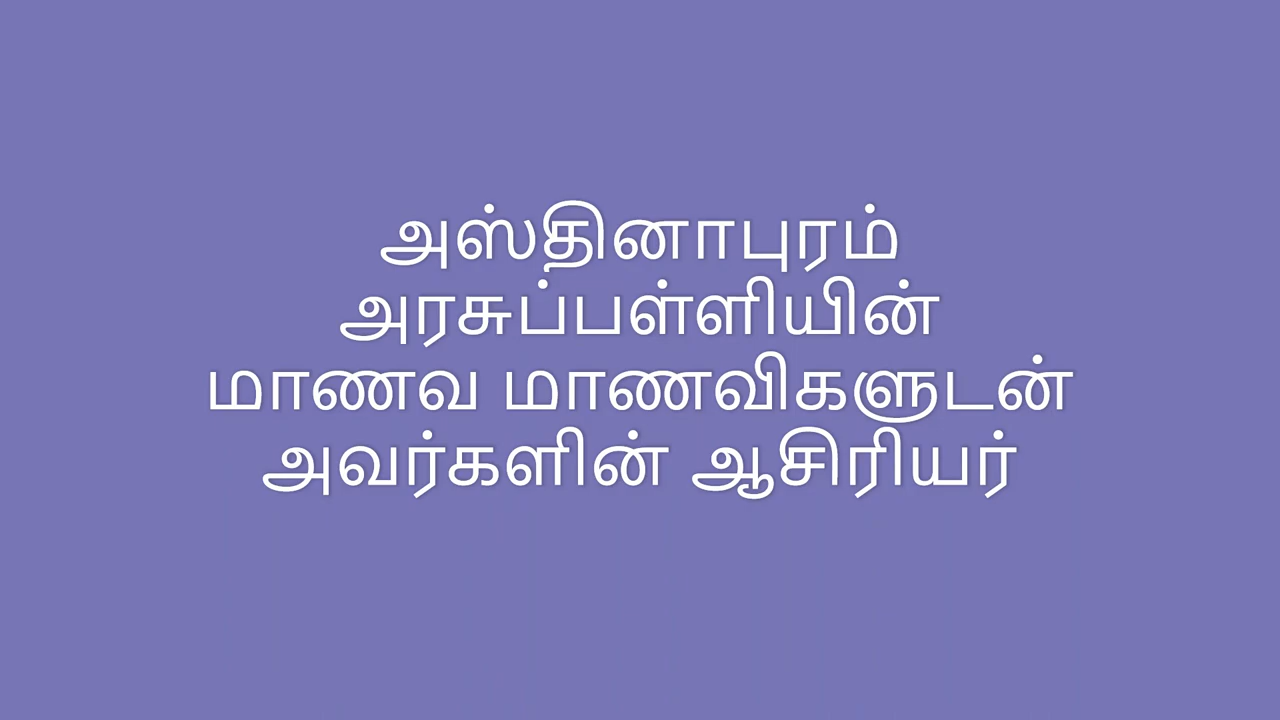 அஸ்தினாபுரம்
அரசுப்பள்ளியின்
மாணவ மாணவிகளுடன்
அவர்களின் ஆசிரியர்